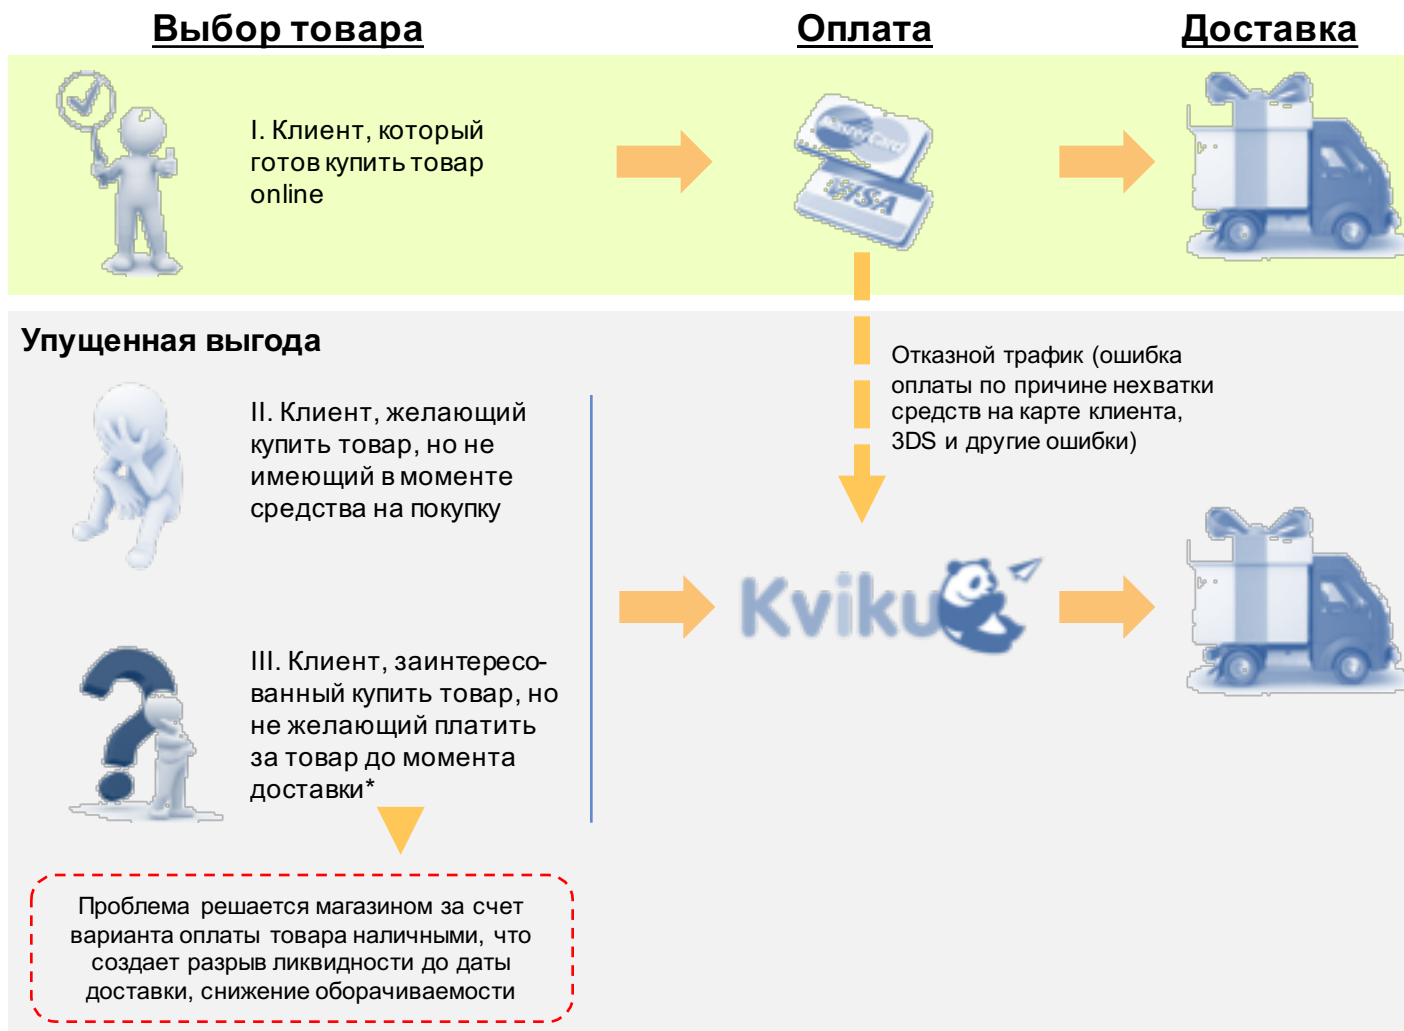 Выбор товара
Оплата
Доставка
I. Клиент, который
готов купить товар
online
MasterCard
VISA
Упущенная выгода
Отказной трафик (ошибка
оплаты по причине нехватки
средств на карте клиента,
3DS и другие ошибки)
II. Клиент, желающий
купить товар, но не
имеющий в моменте
средства на покупку
Kviku
III. Клиент, заинтересо-
ванный купить товар, но
не желающий платить
за товар до момента
доставки*
Проблема решается магазином за счет
варианта оплаты товара наличными, что
создает разрыв ликвидности до даты
доставки, снижение оборачиваемости